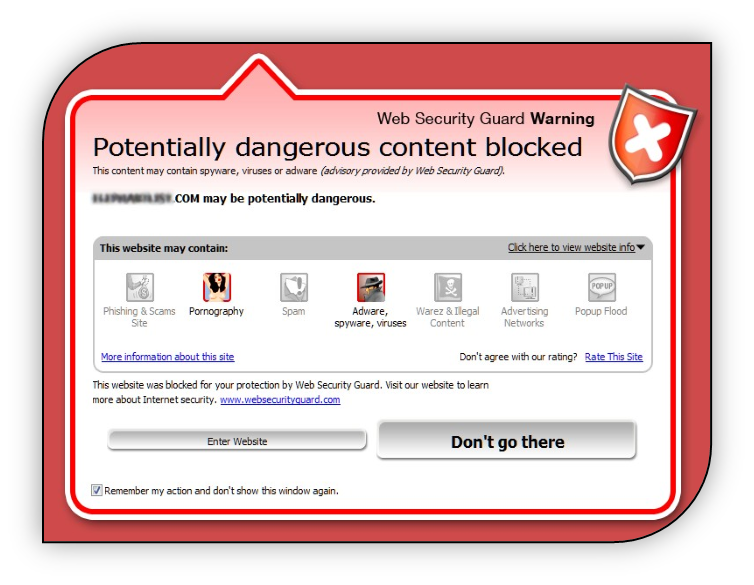 Web Security Guard Warning
Potentially dangerous content blocked
This content may contain spyware, viruses or adware (advisory provided by Web Security Guard).
.COM may be potentially dangerous.
This website may contain:
Click here to view website info
Phishing & Scams
Site
Pornography
Spam
Adware,
spyware, viruses
Warez & Illegal
Content
Advertising
Networks
POP UP
Popup Flood
More information about this site
Don't agree with our rating? Rate This Site
This website was blocked for your protection by Web Security Guard. Visit our website to learn
more about Internet security. www.websecurityguard.com
Enter Website
Don't go there
Remember my action and don't show this window again.